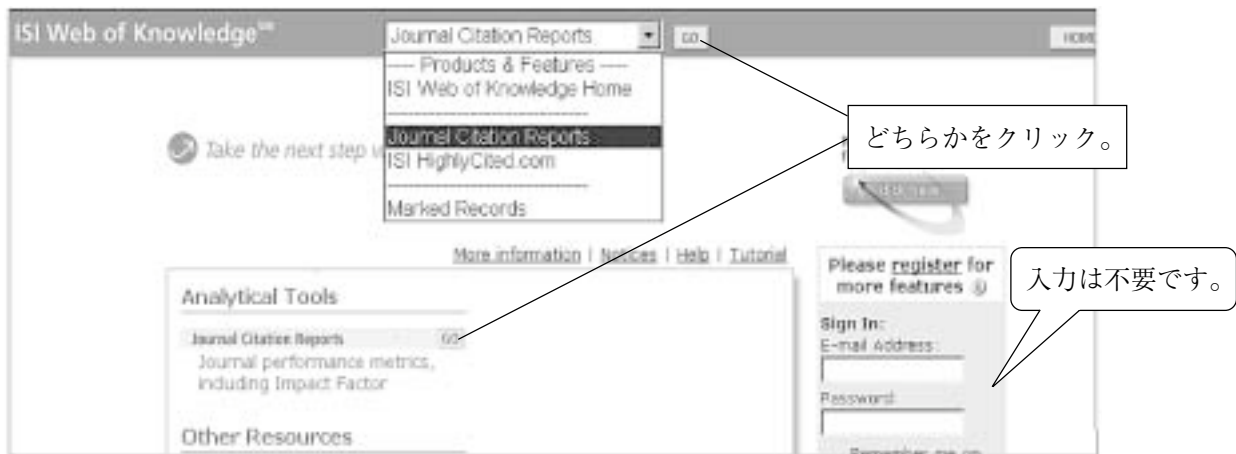 ISI Web of Knowledge℠
Journal Citation Reports
GO
HOME
---- Products & Features ----
ISI Web of Knowledge Home
Journal Citation Reports
ISI HighlyCited.com
Marked Records
Take the next step
どちらかをクリック。
More information | Notices | Help | Tutorial
Analytical Tools
Journal Citation Reports GO
Journal performance metrics,
including Impact Factor
Other Resources
Please register for
more features
入力は不要です。
Sign In:
E-mail Address:
Password:
Remember me on